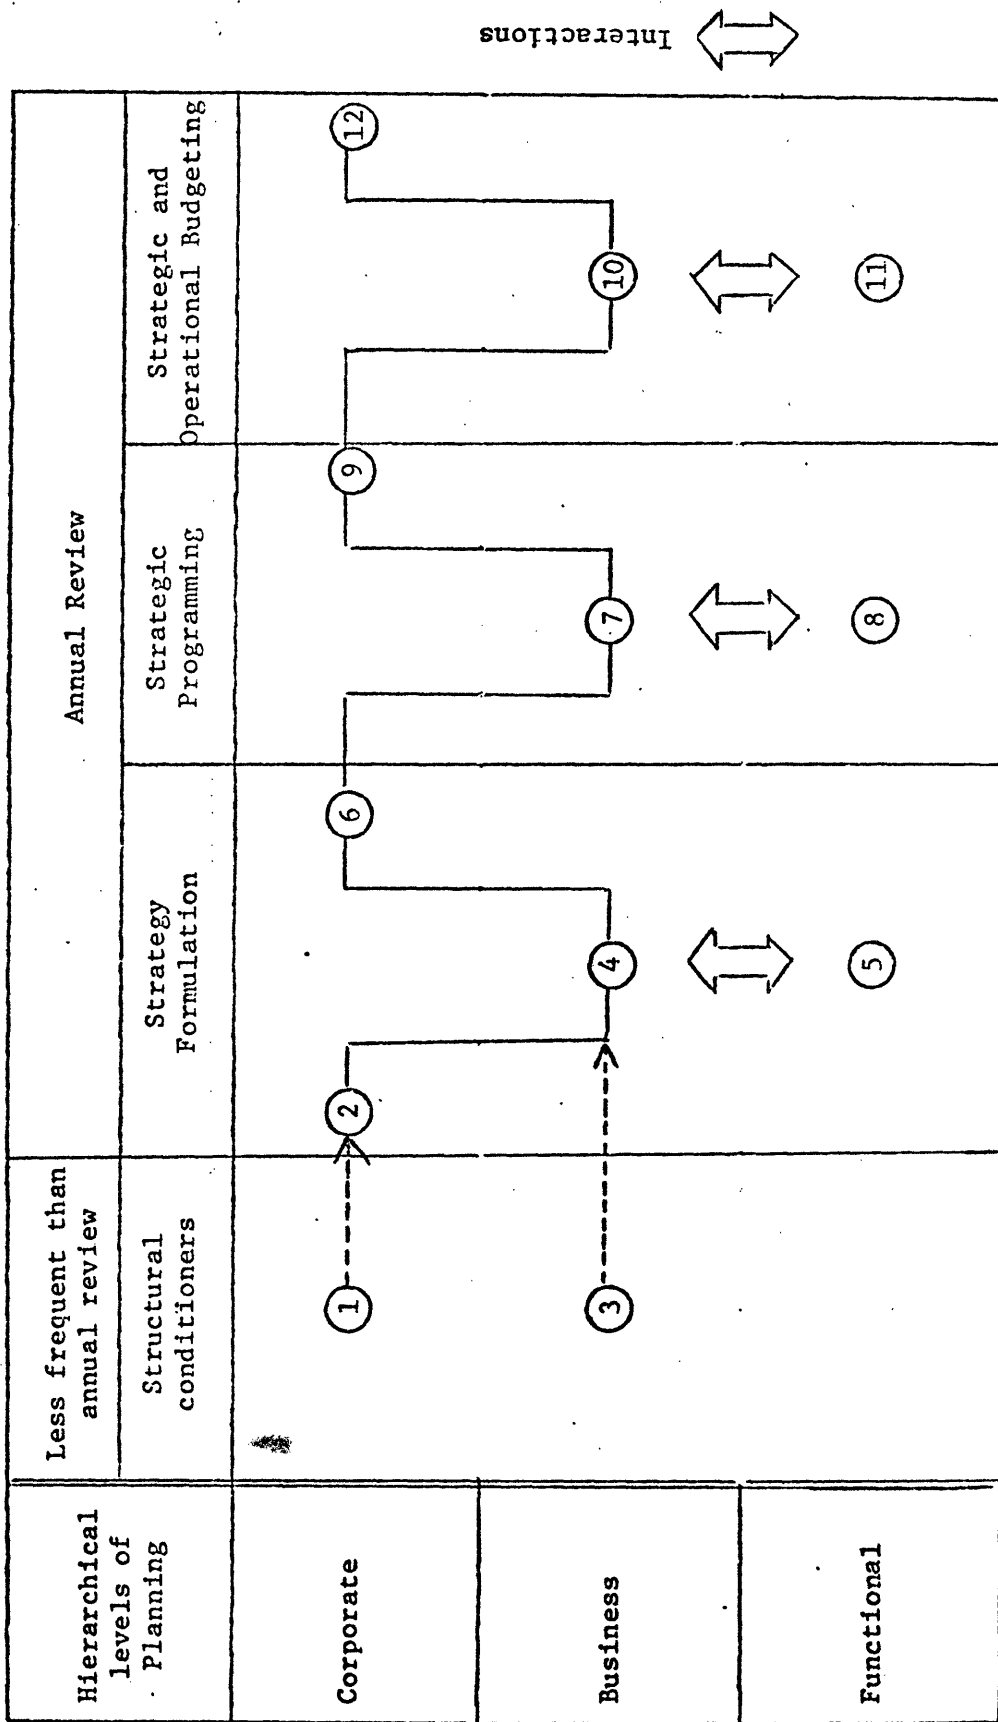 Hierarchical
levels of
Planning
Less frequent than
annual review
Annual Review
Structural
conditioners
Strategy
Formulation
Strategic
Programming
Strategic and
Operational Budgeting
Corporate
1
2
6
9
12
Business
3
4
7
10
Functional
5
8
11
Interactions